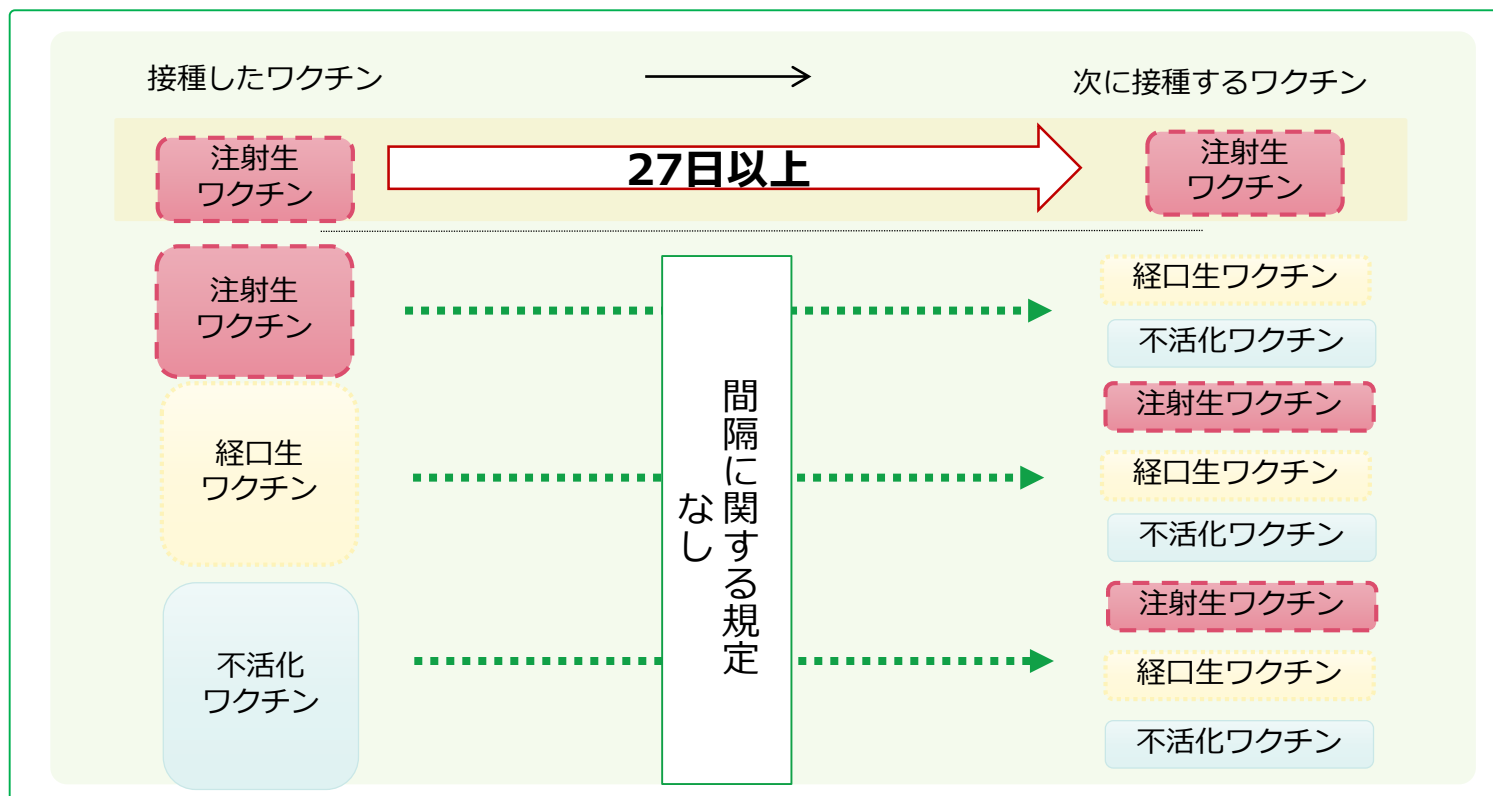 接種したワクチン
次に接種するワクチン
注射生
ワクチン
27日以上
注射生
ワクチン
注射生
ワクチン
経口生ワクチン
不活化ワクチン
経口生
ワクチン
注射生ワクチン
経口生ワクチン
不活化ワクチン
不活化
ワクチン
注射生ワクチン
経口生ワクチン
不活化ワクチン
間隔に関する規定
なし